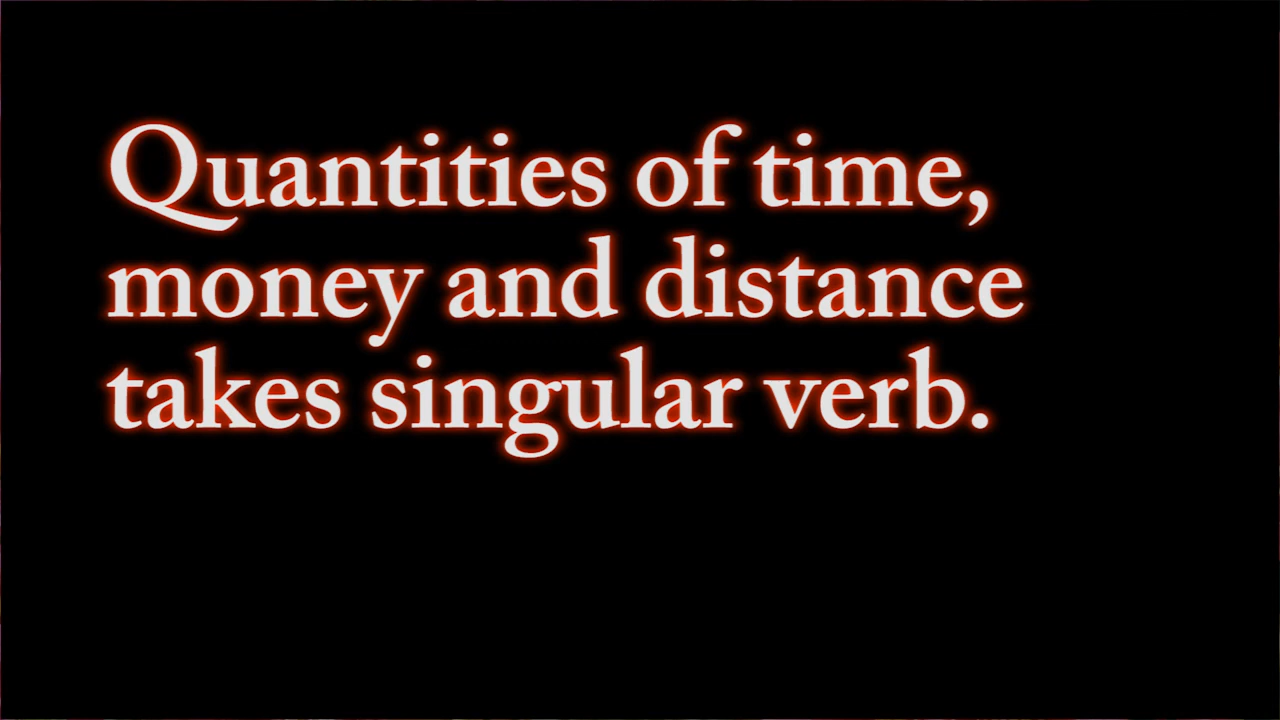 Quantities of time,
money and distance
takes singular verb.